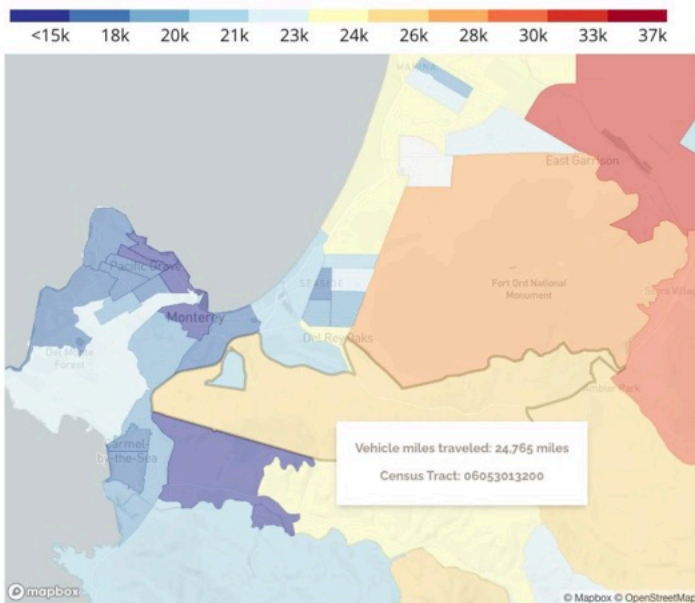 <15k 18k 20k 21k 23k 24k 26k 28k 30k 33k 37k
MARINA
East Garrison
Pacific Grove
Monterey
SEASIDE
Fort Ord National
Monument
Del Rey Oaks
Del Monte
Forest
Vehicle miles traveled: 24,765 miles
Census Tract: 06053013200
by-the-Sea
mapbox
© Mapbox © OpenStreetMap